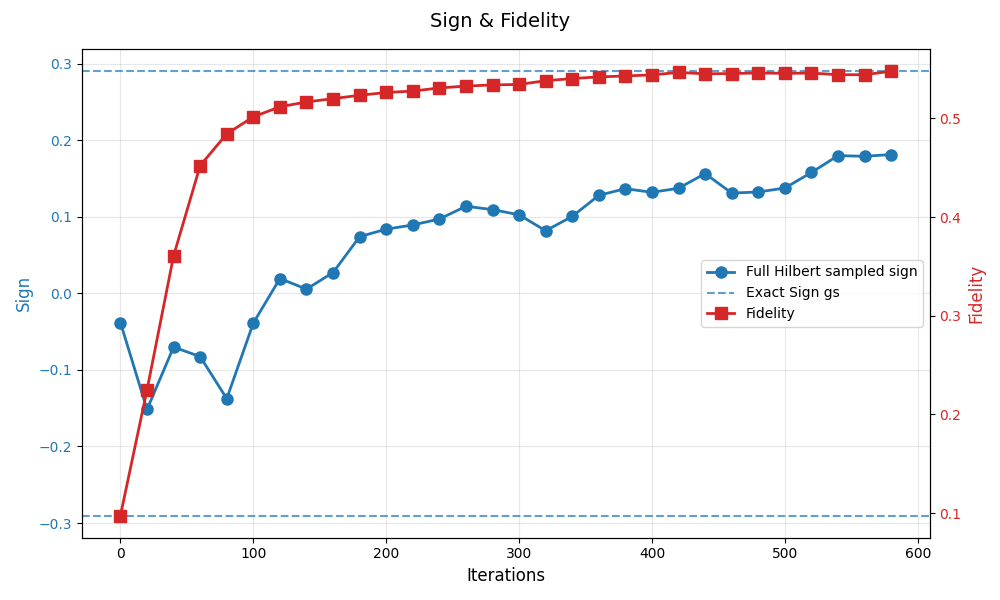 Sign & Fidelity
0.3
0.2
0.1
0.0
−0.1
−0.2
−0.3
Sign
0.5
0.4
0.3
0.2
0.1
Fidelity
Full Hilbert sampled sign
Exact Sign gs
Fidelity
0 100 200 300 400 500 600
Iterations